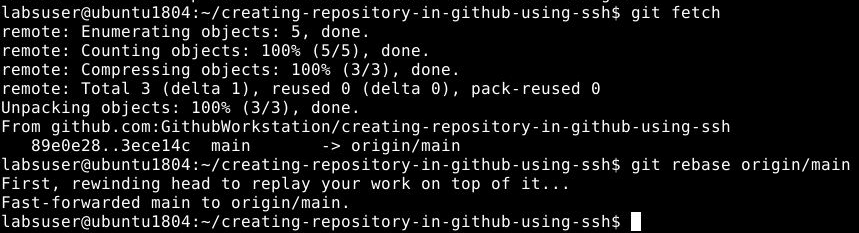 labsuser@ubuntu1804:~/creating-repository-in-github-using-ssh$ git fetch
remote: Enumerating objects: 5, done.
remote: Counting objects: 100% (5/5), done.
remote: Compressing objects: 100% (3/3), done.
remote: Total 3 (delta 1), reused 0 (delta 0), pack-reused 0
Unpacking objects: 100% (3/3), done.
From github.com:GithubWorkstation/creating-repository-in-github-using-ssh
   89e0e28..3ece14c  main       -> origin/main
labsuser@ubuntu1804:~/creating-repository-in-github-using-ssh$ git rebase origin/main
First, rewinding head to replay your work on top of it...
Fast-forwarded main to origin/main.
labsuser@ubuntu1804:~/creating-repository-in-github-using-ssh$